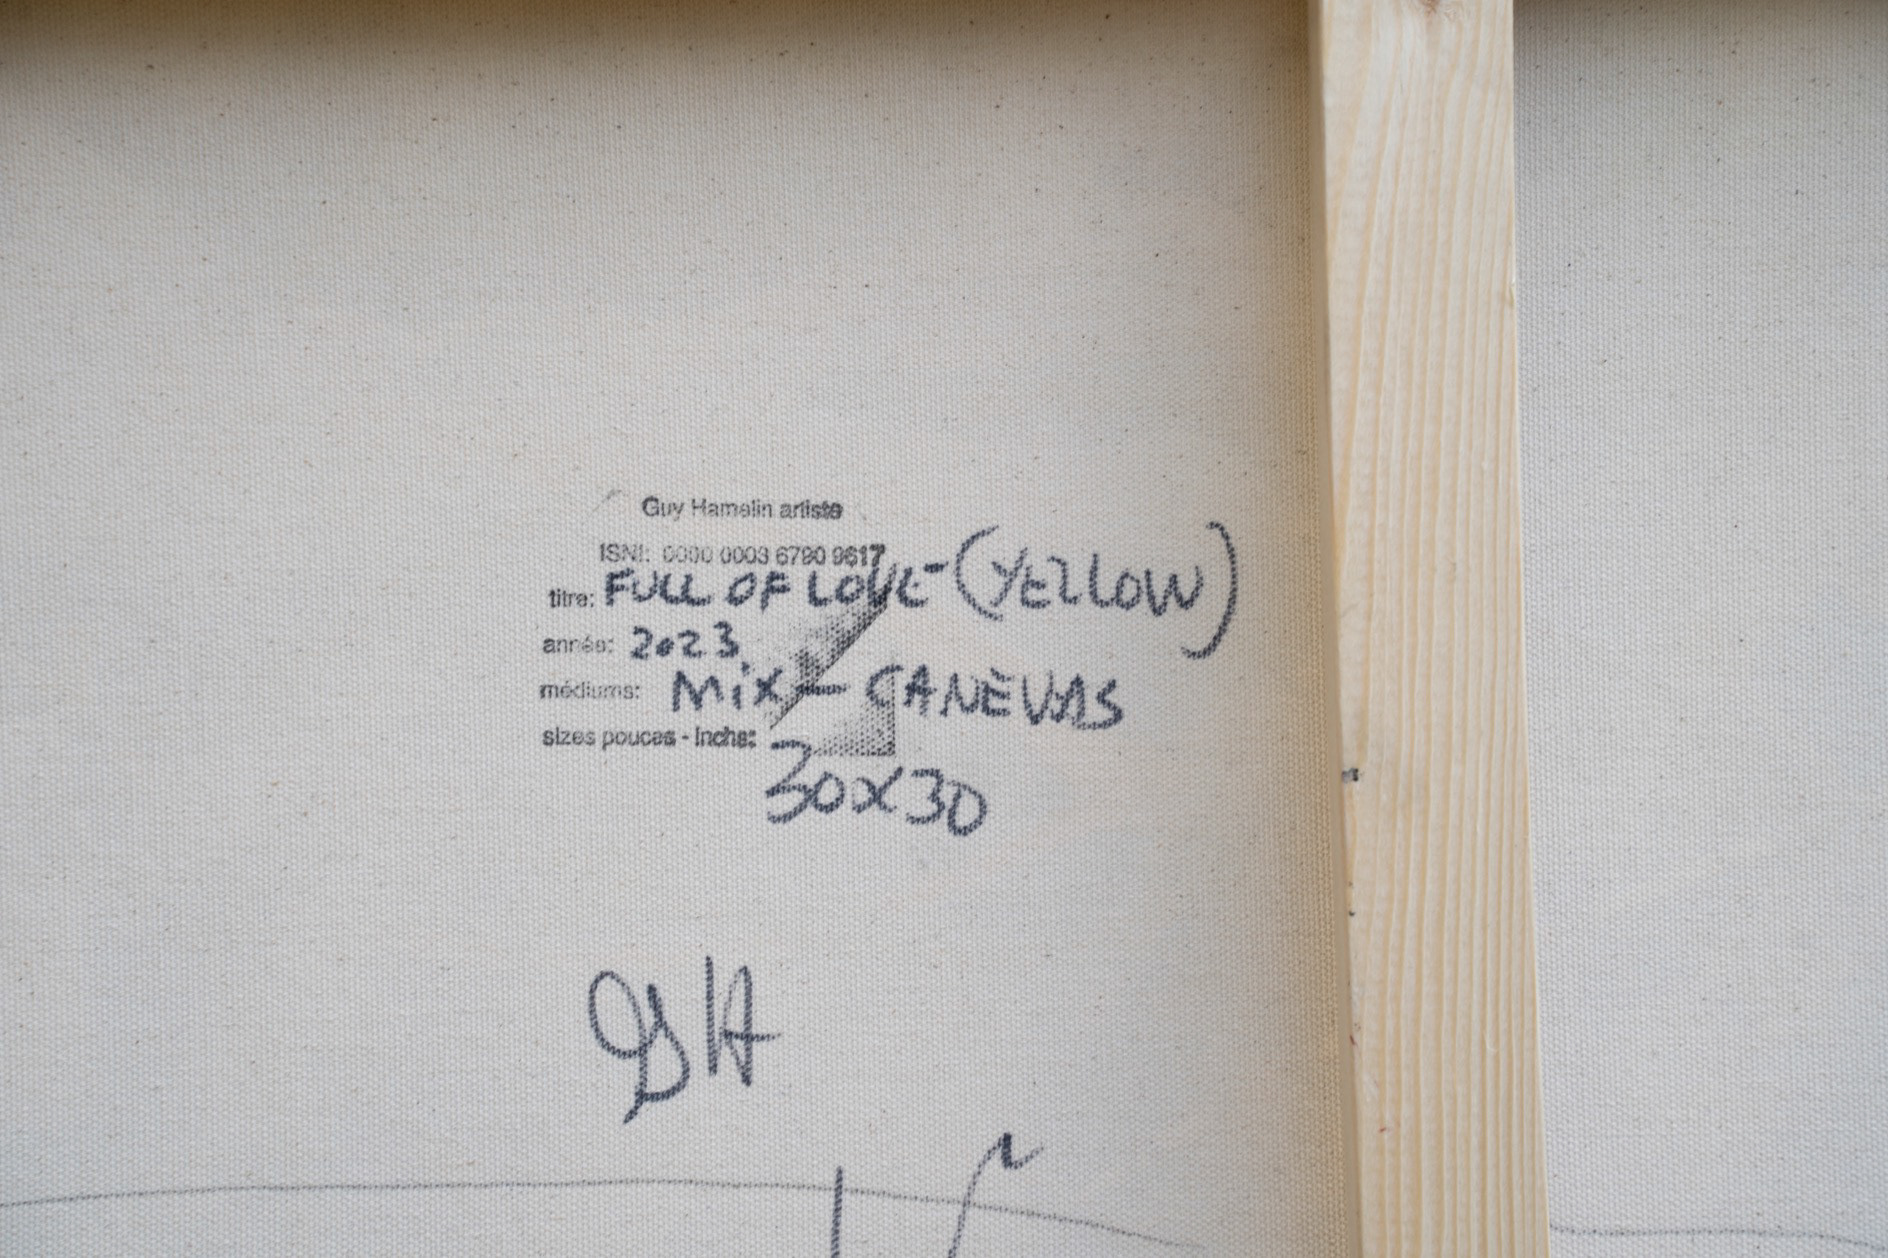 Guy Hamelin artiste
ISNI: 0000 0003 6790 9617
titre: FULL OF LOVE - (YELLOW)
année: 2023
médiums: Mix - CANEVAS
sizes pouces - inchs:
30x30
GH